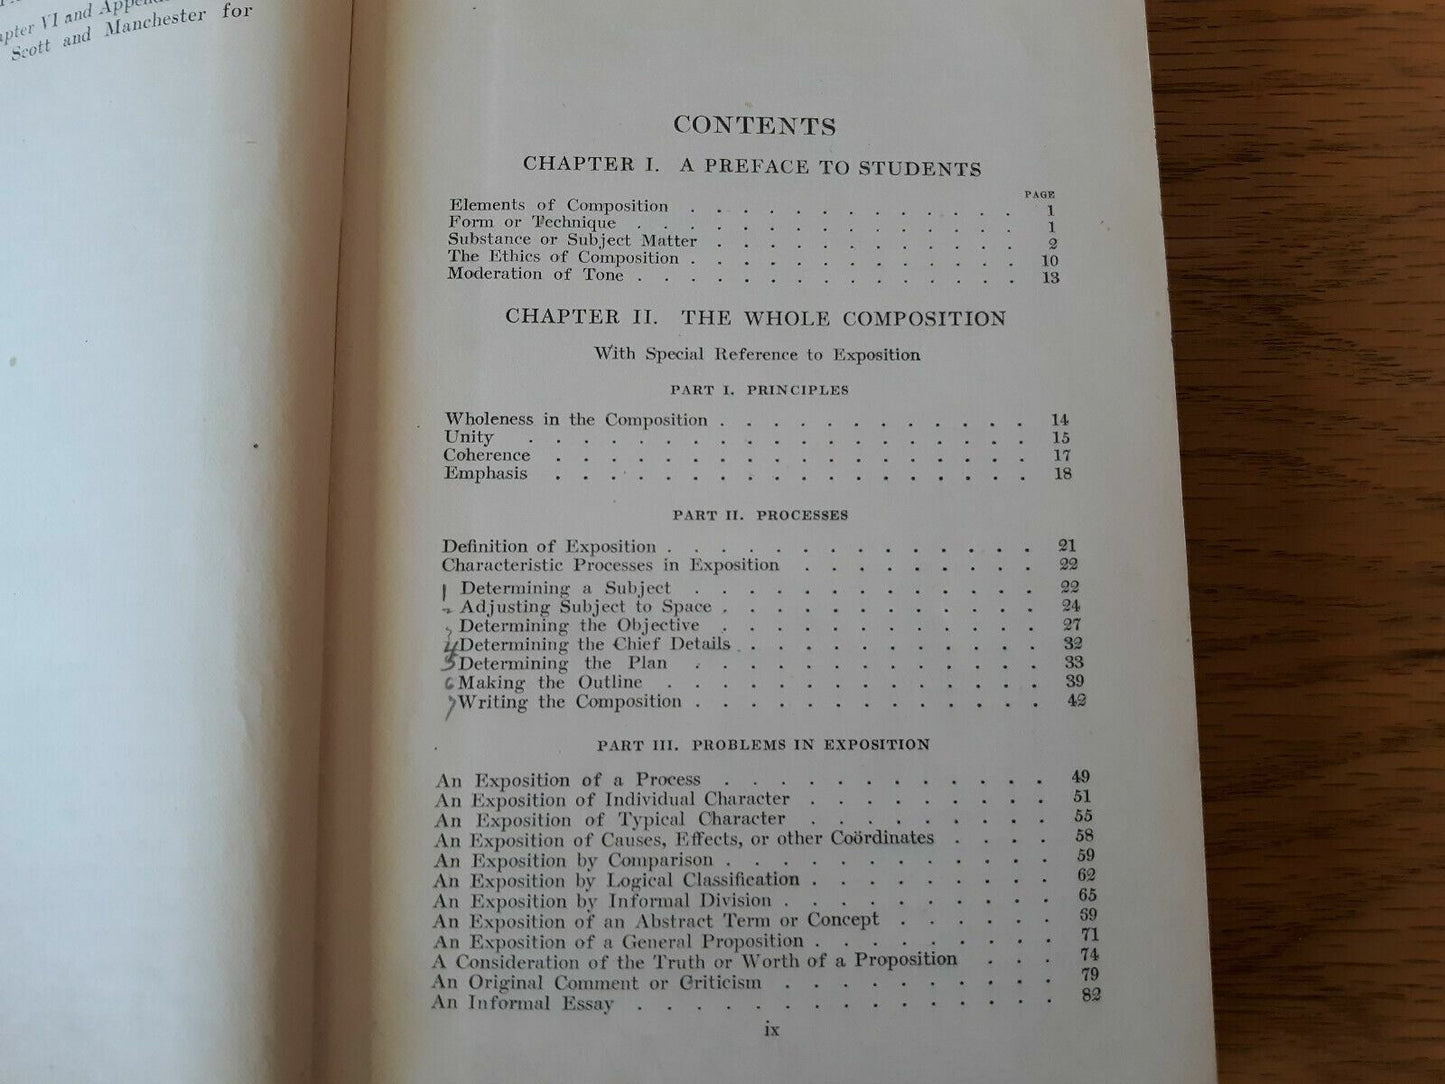 Chapter VI and Appendi
Scott and Manchester for
CONTENTS
CHAPTER I. A PREFACE TO STUDENTS
PAGE
Elements of Composition . . . . . . . . . . . . . 1
Form or Technique . . . . . . . . . . . . . . . 1
Substance or Subject Matter . . . . . . . . . . . . 2
The Ethics of Composition . . . . . . . . . . . . . 10
Moderation of Tone . . . . . . . . . . . . . . . 13
CHAPTER II. THE WHOLE COMPOSITION
With Special Reference to Exposition
PART I. PRINCIPLES
Wholeness in the Composition . . . . . . . . . . . . 14
Unity . . . . . . . . . . . . . . . . . . . 15
Coherence . . . . . . . . . . . . . . . . . . 17
Emphasis . . . . . . . . . . . . . . . . . . 18
PART II. PROCESSES
Definition of Exposition . . . . . . . . . . . . . . 21
Characteristic Processes in Exposition . . . . . . . . . 22
1 Determining a Subject . . . . . . . . . . . . . 22
2 Adjusting Subject to Space . . . . . . . . . . . . 24
3 Determining the Objective . . . . . . . . . . . . 27
4 Determining the Chief Details . . . . . . . . . . . . 32
5 Determining the Plan . . . . . . . . . . . . . 33
6 Making the Outline . . . . . . . . . . . . . . 39
7 Writing the Composition . . . . . . . . . . . . . 42
PART III. PROBLEMS IN EXPOSITION
An Exposition of a Process . . . . . . . . . . . . 49
An Exposition of Individual Character . . . . . . . . . 51
An Exposition of Typical Character . . . . . . . . . 55
An Exposition of Causes, Effects, or other Coördinates . . . . 58
An Exposition by Comparison . . . . . . . . . . . . 59
An Exposition by Logical Classification . . . . . . . . . 62
An Exposition by Informal Division . . . . . . . . . . 65
An Exposition of an Abstract Term or Concept . . . . . . 69
An Exposition of a General Proposition . . . . . . . . . 71
A Consideration of the Truth or Worth of a Proposition . . . 74
An Original Comment or Criticism . . . . . . . . . . 79
An Informal Essay . . . . . . . . . . . . . . . 82
ix